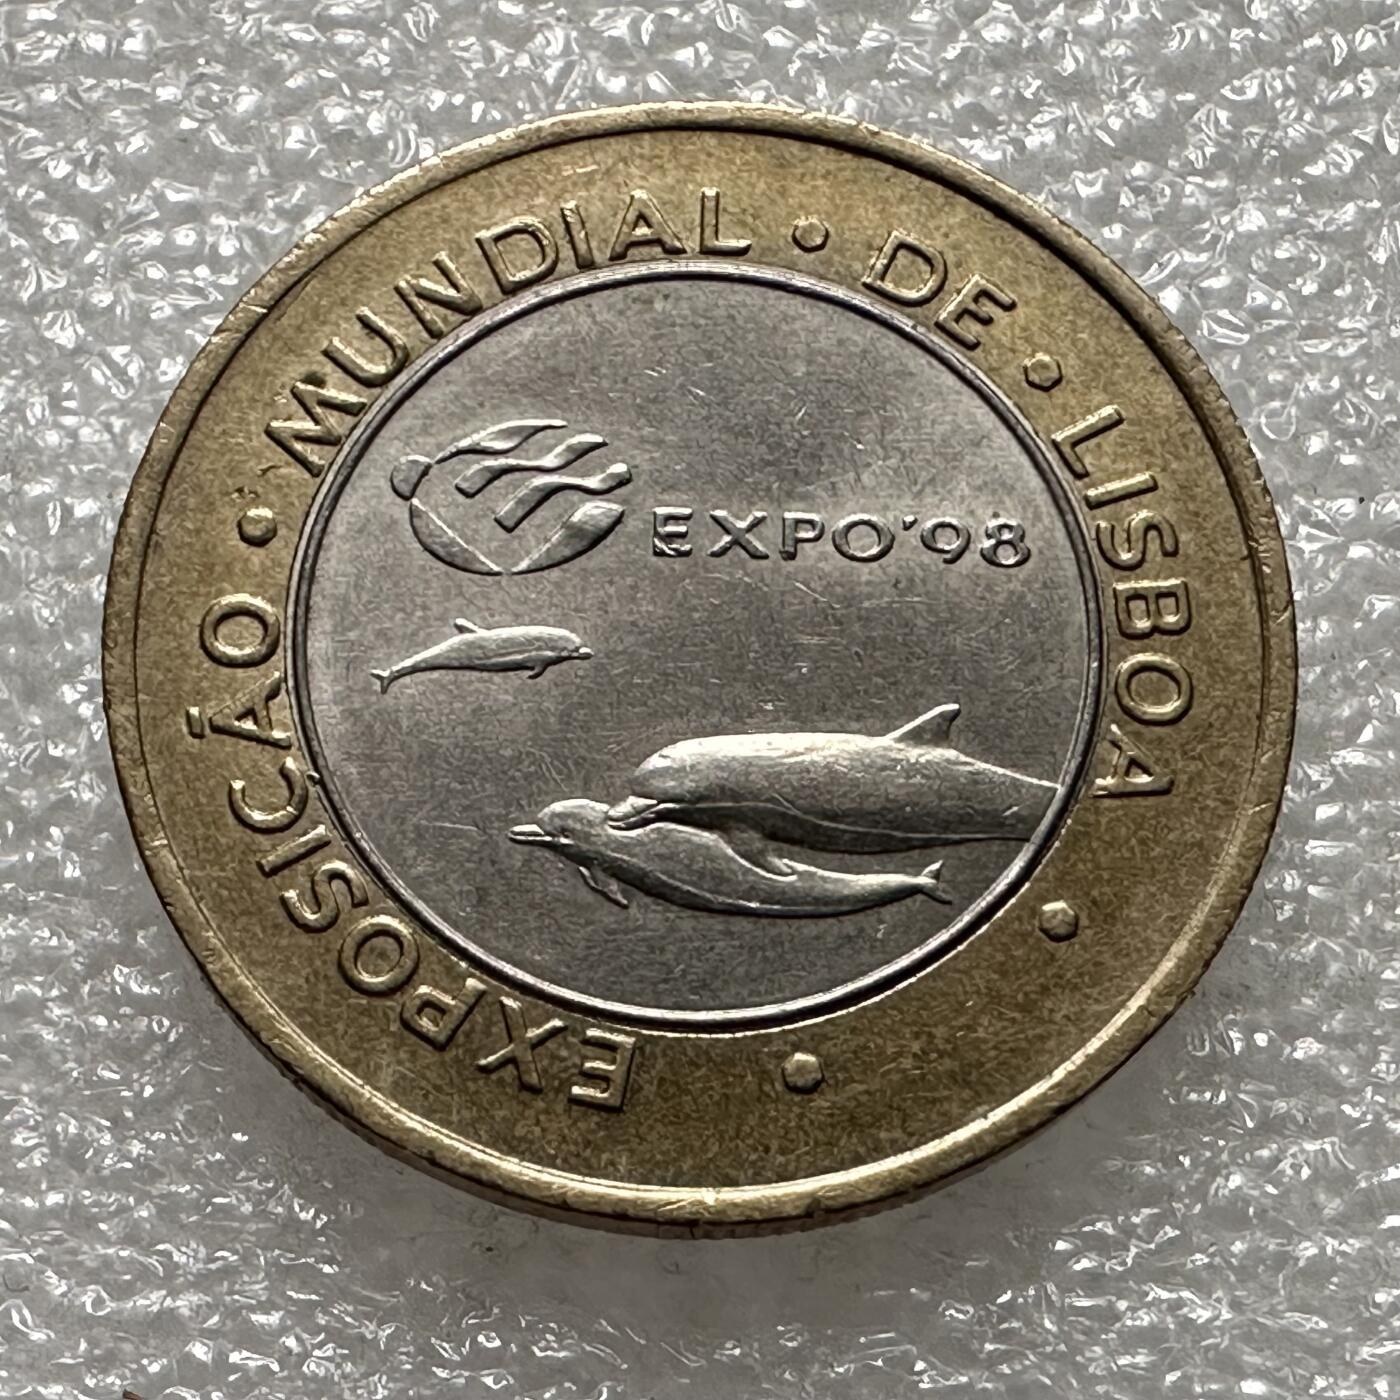 EXPOSIÇÃO • MUNDIAL • DE • LISBOA
EXPO'98